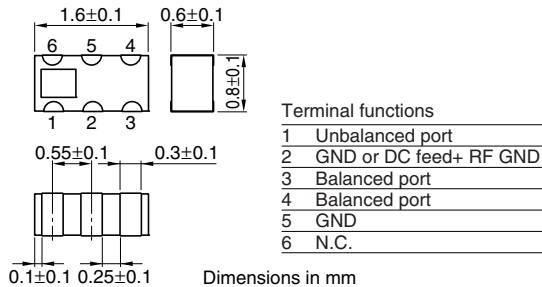 1.6±0.1 0.6±0.1
6 5 4
0.8±0.1
1 2 3
0.55±0.1 0.3±0.1
0.1±0.1 0.25±0.1
Dimensions in mm
Terminal functions
1 Unbalanced port
2 GND or DC feed+ RF GND
3 Balanced port
4 Balanced port
5 GND
6 N.C.